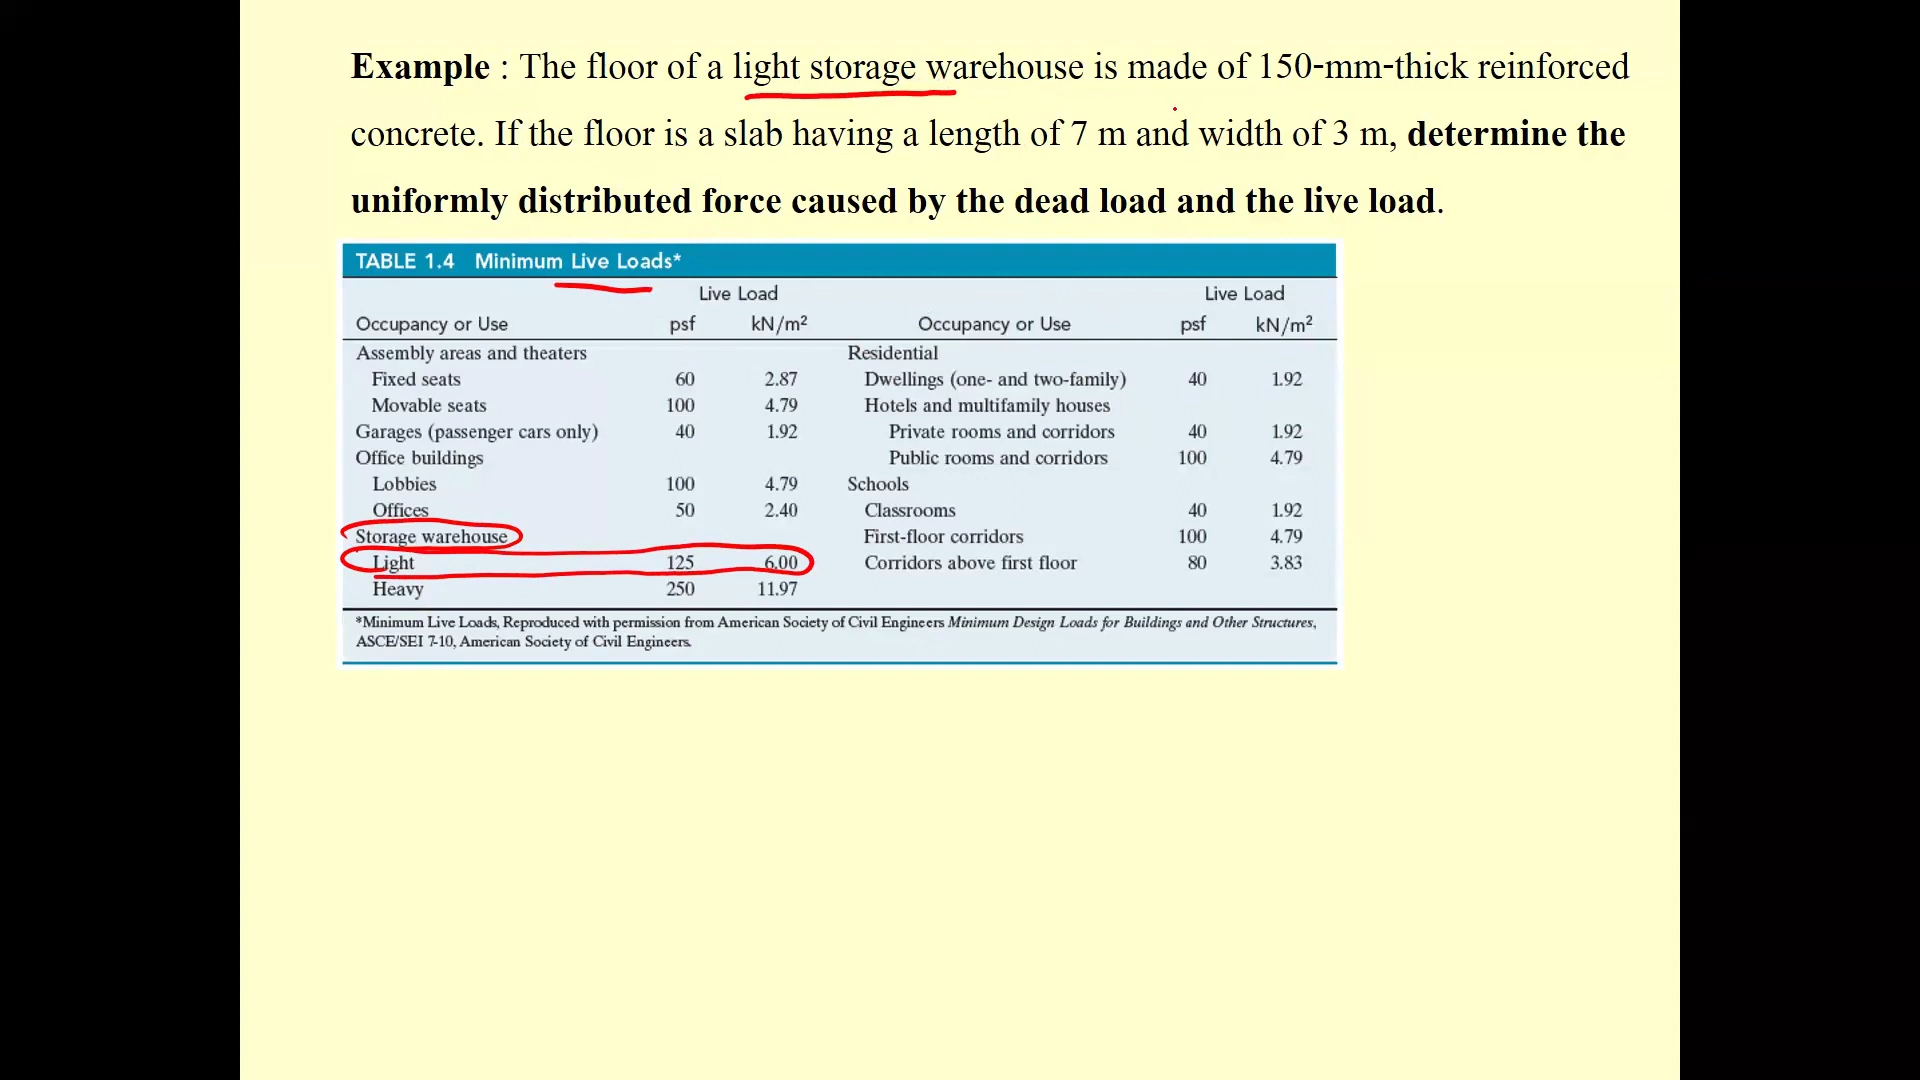 Example : The floor of a light storage warehouse is made of 150-mm-thick reinforced
concrete. If the floor is a slab having a length of 7 m and width of 3 m, determine the
uniformly distributed force caused by the dead load and the live load.
TABLE 1.4 Minimum Live Loads*
Live Load Live Load
Occupancy or Use psf kN/m² Occupancy or Use psf kN/m²
Assembly areas and theaters Residential
Fixed seats 60 2.87 Dwellings (one- and two-family) 40 1.92
Movable seats 100 4.79 Hotels and multifamily houses
Garages (passenger cars only) 40 1.92 Private rooms and corridors 40 1.92
Office buildings Public rooms and corridors 100 4.79
Lobbies 100 4.79 Schools
Offices 50 2.40 Classrooms 40 1.92
Storage warehouse First-floor corridors 100 4.79
Light 125 6.00 Corridors above first floor 80 3.83
Heavy 250 11.97
*Minimum Live Loads, Reproduced with permission from American Society of Civil Engineers Minimum Design Loads for Buildings and Other Structures,
ASCE/SEI 7-10, American Society of Civil Engineers.